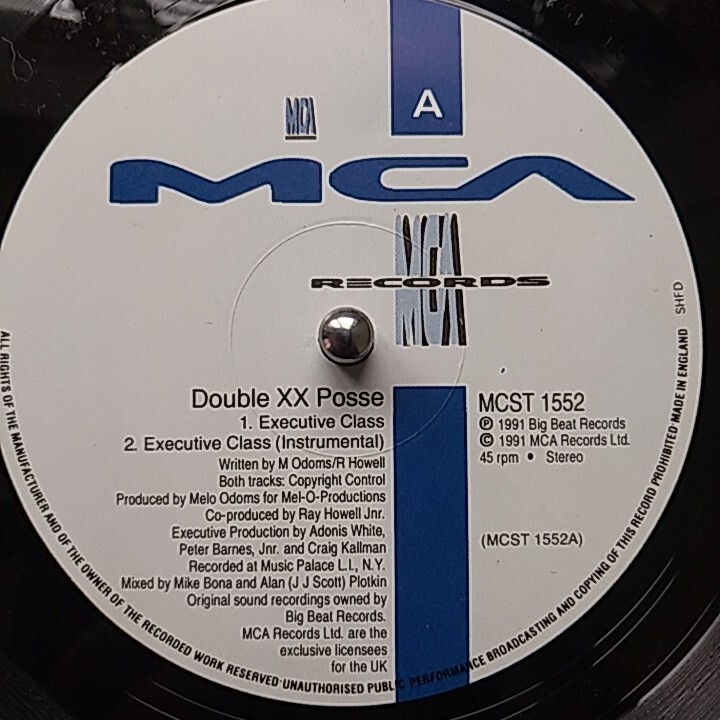 A
MCA
MCA
MCA
RECORDS
Double XX Posse
1. Executive Class
2. Executive Class (Instrumental)
Written by M Odoms/R Howell
Both tracks: Copyright Control
Produced by Melo Odoms for Mel-O-Productions
Co-produced by Ray Howell Jnr.
Executive Production by Adonis White,
Peter Barnes, Jnr. and Craig Kallman
Recorded at Music Palace L.I., N.Y.
Mixed by Mike Bona and Alan (J J Scott) Plotkin
Original sound recordings owned by
Big Beat Records.
MCA Records Ltd. are the
exclusive licensees
for the UK
MCST 1552
℗ 1991 Big Beat Records
© 1991 MCA Records Ltd.
45 rpm • Stereo
(MCST 1552A)
SHFD
ALL RIGHTS OF THE MANUFACTURER AND OF THE OWNER OF THE RECORDED WORK RESERVED·UNAUTHORISED PUBLIC PERFORMANCE BROADCASTING AND COPYING OF THIS RECORD PROHIBITED·MADE IN ENGLAND